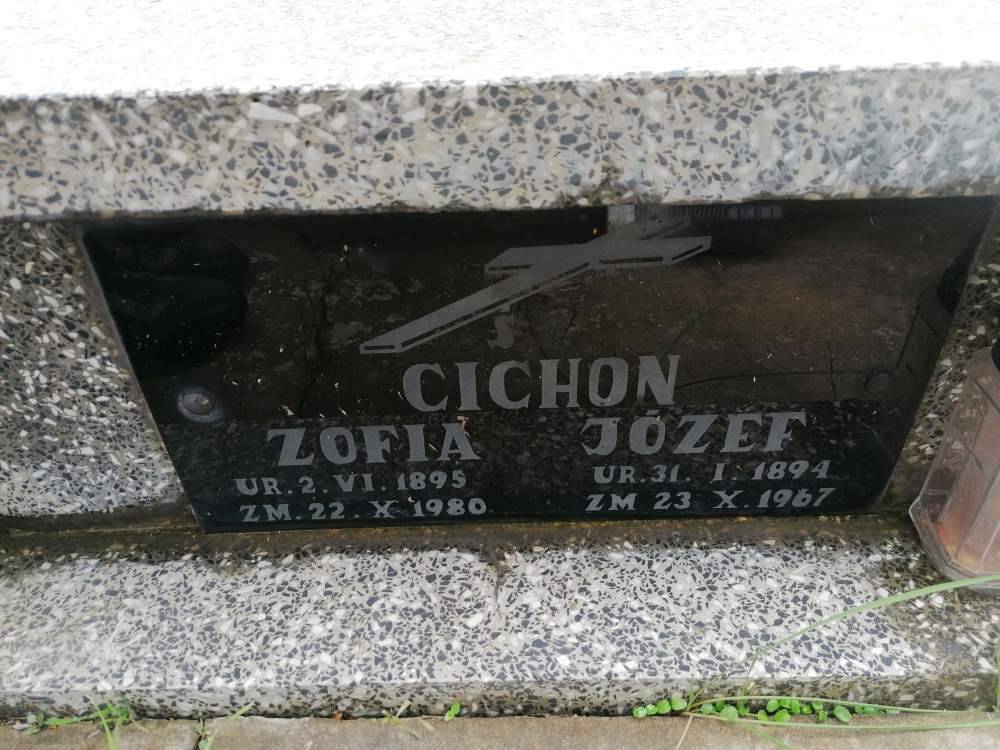 CICHON
ZOFIA JÓZEF
UR. 2. VI. 1895 UR. 31. I. 1894
ZM. 22. X 1980. ZM 23 X. 1967